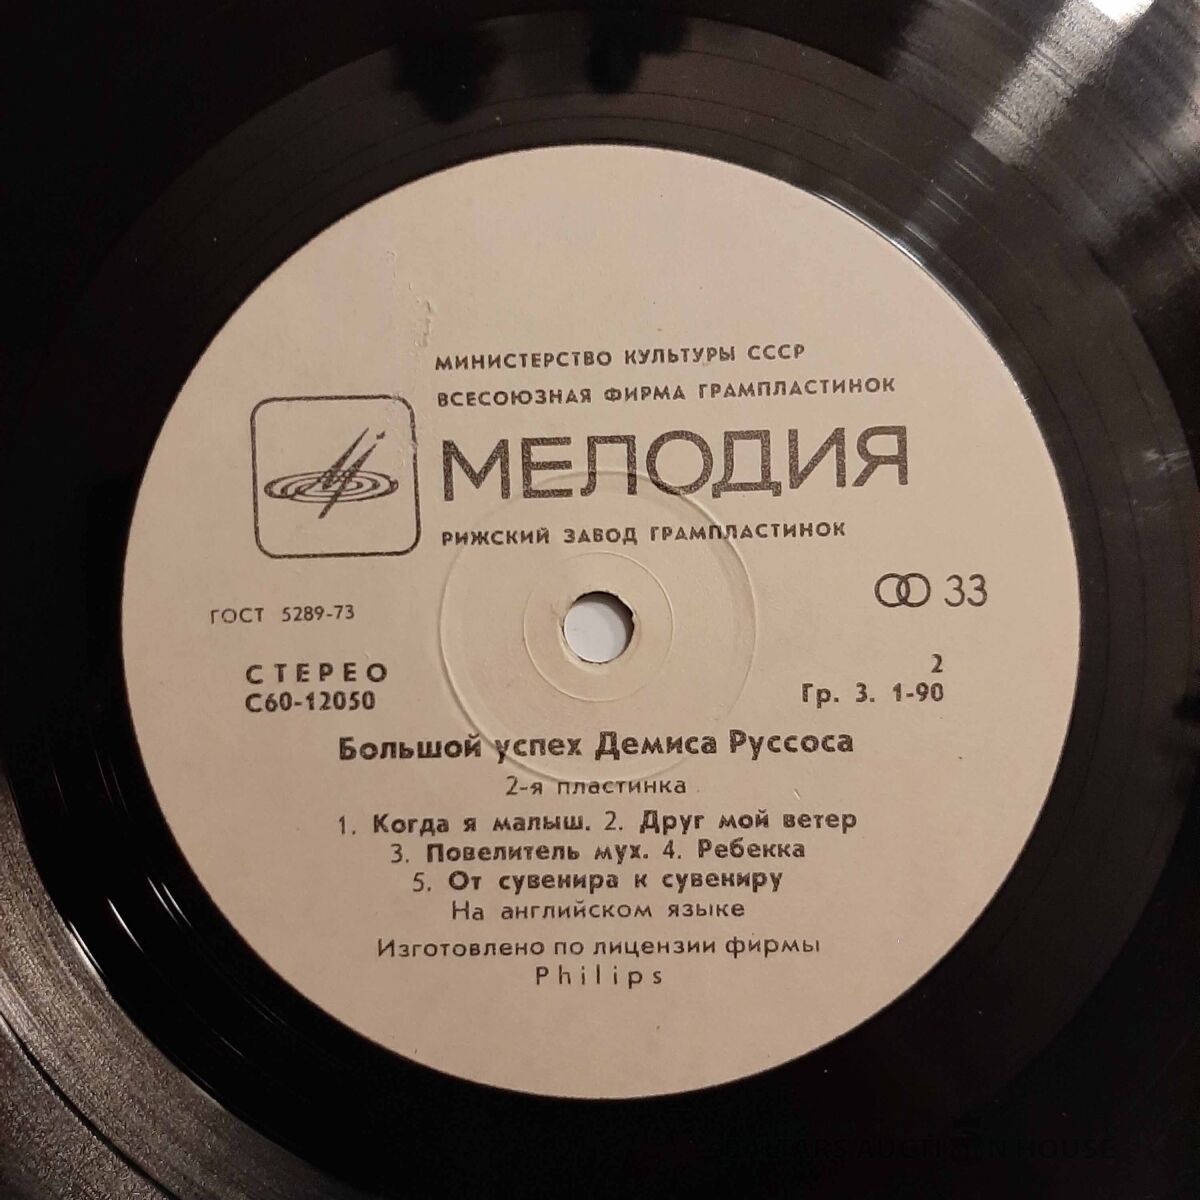 МИНИСТЕРСТВО КУЛЬТУРЫ СССР
ВСЕСОЮЗНАЯ ФИРМА ГРАМПЛАСТИНОК
МЕЛОДИЯ
РИЖСКИЙ ЗАВОД ГРАМПЛАСТИНОК
33
ГОСТ 5289-73
СТЕРЕО
С60-12050
2
Гр. 3. 1-90
Большой успех Демиса Руссоса
2-я пластинка
1. Когда я малыш. 2. Друг мой ветер
3. Повелитель мух. 4. Ребекка
5. От сувенира к сувениру
На английском языке
Изготовлено по лицензии фирмы
Philips
AUCTION HOUSE